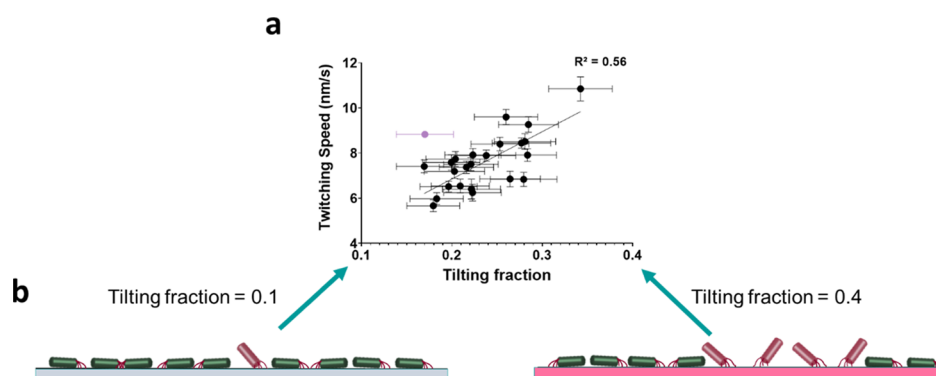 a
R² = 0.56
Twitching Speed (nm/s)
12
10
8
6
4
0.1 0.2 0.3 0.4
Tilting fraction
b
Tilting fraction = 0.1
Tilting fraction = 0.4